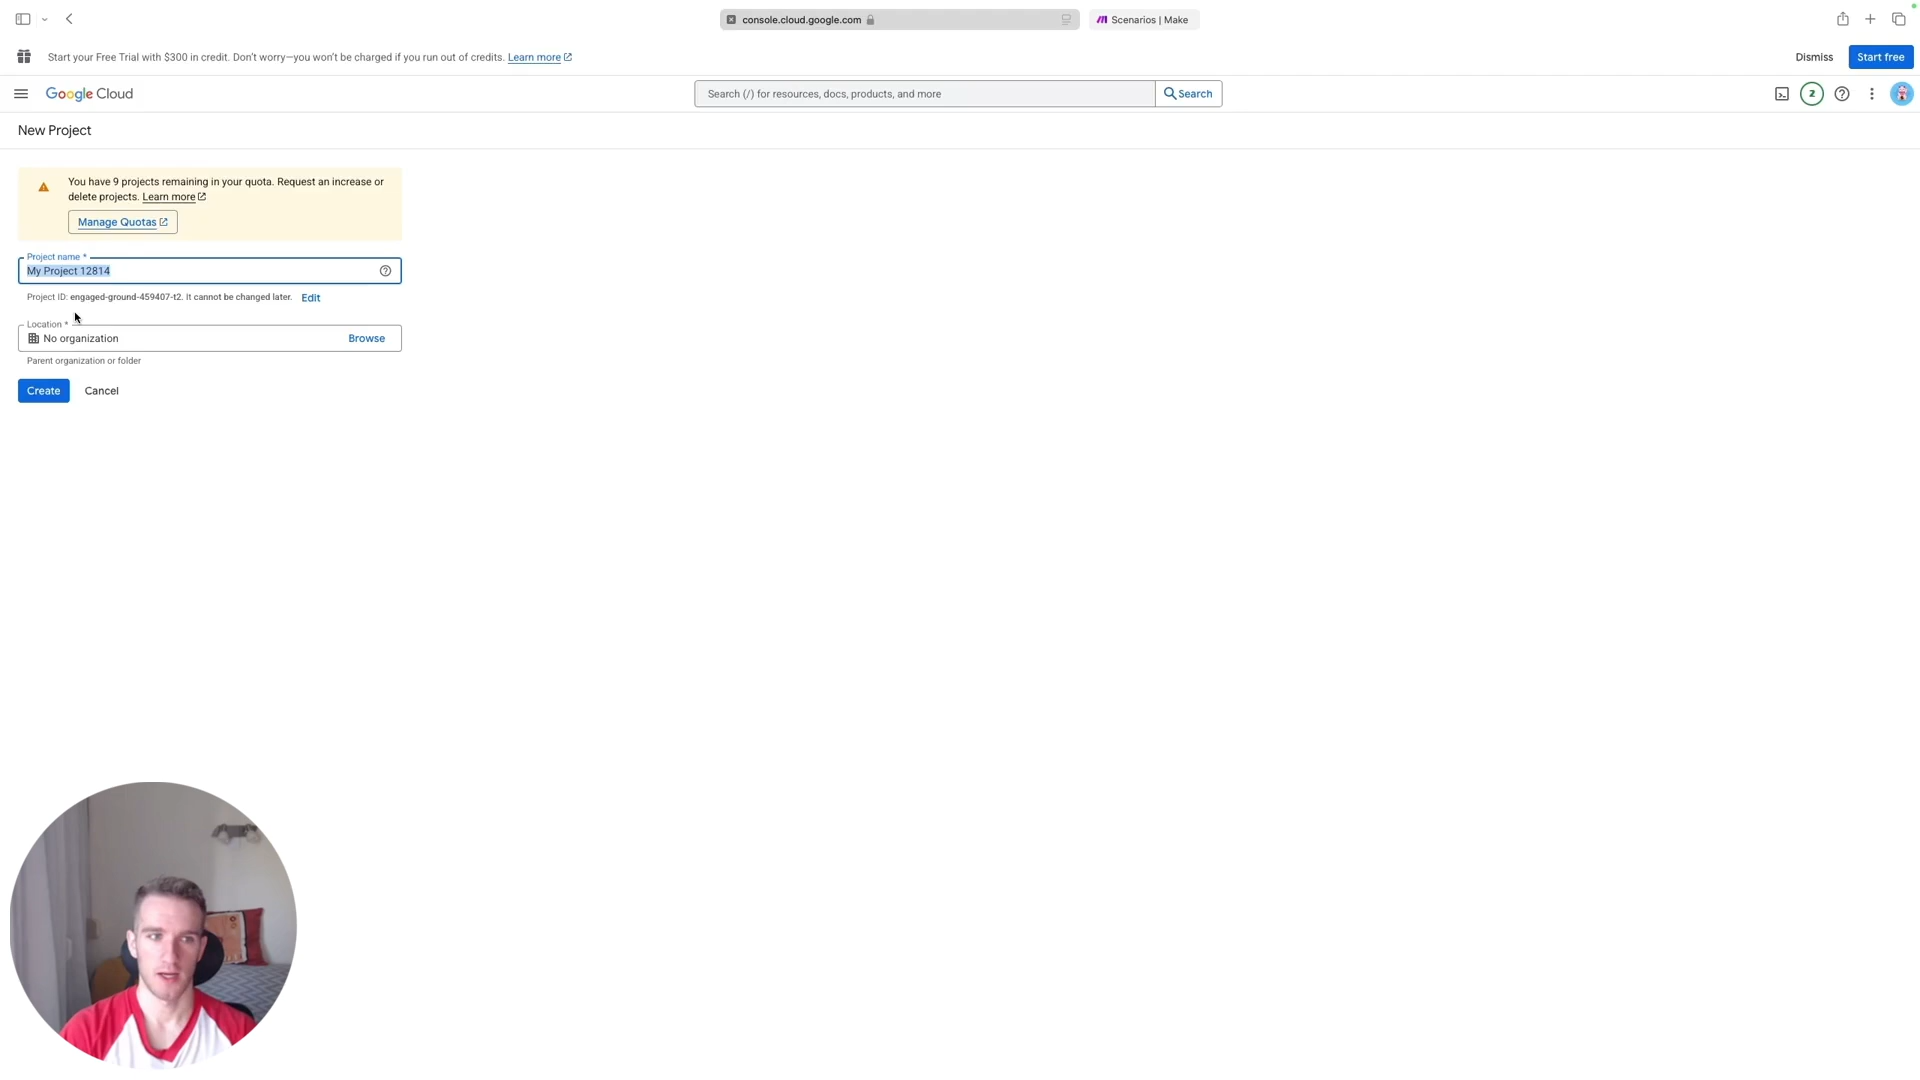 console.cloud.google.com
Scenarios | Make
Start your Free Trial with $300 in credit. Don't worry—you won't be charged if you run out of credits. Learn more
Dismiss
Start free
Google Cloud
Search (/) for resources, docs, products, and more
Search
2
New Project
You have 9 projects remaining in your quota. Request an increase or
delete projects. Learn more
Manage Quotas
Project name *
My Project 12814
Project ID: engaged-ground-459407-t2. It cannot be changed later. Edit
Location *
No organization
Browse
Parent organization or folder
Create
Cancel